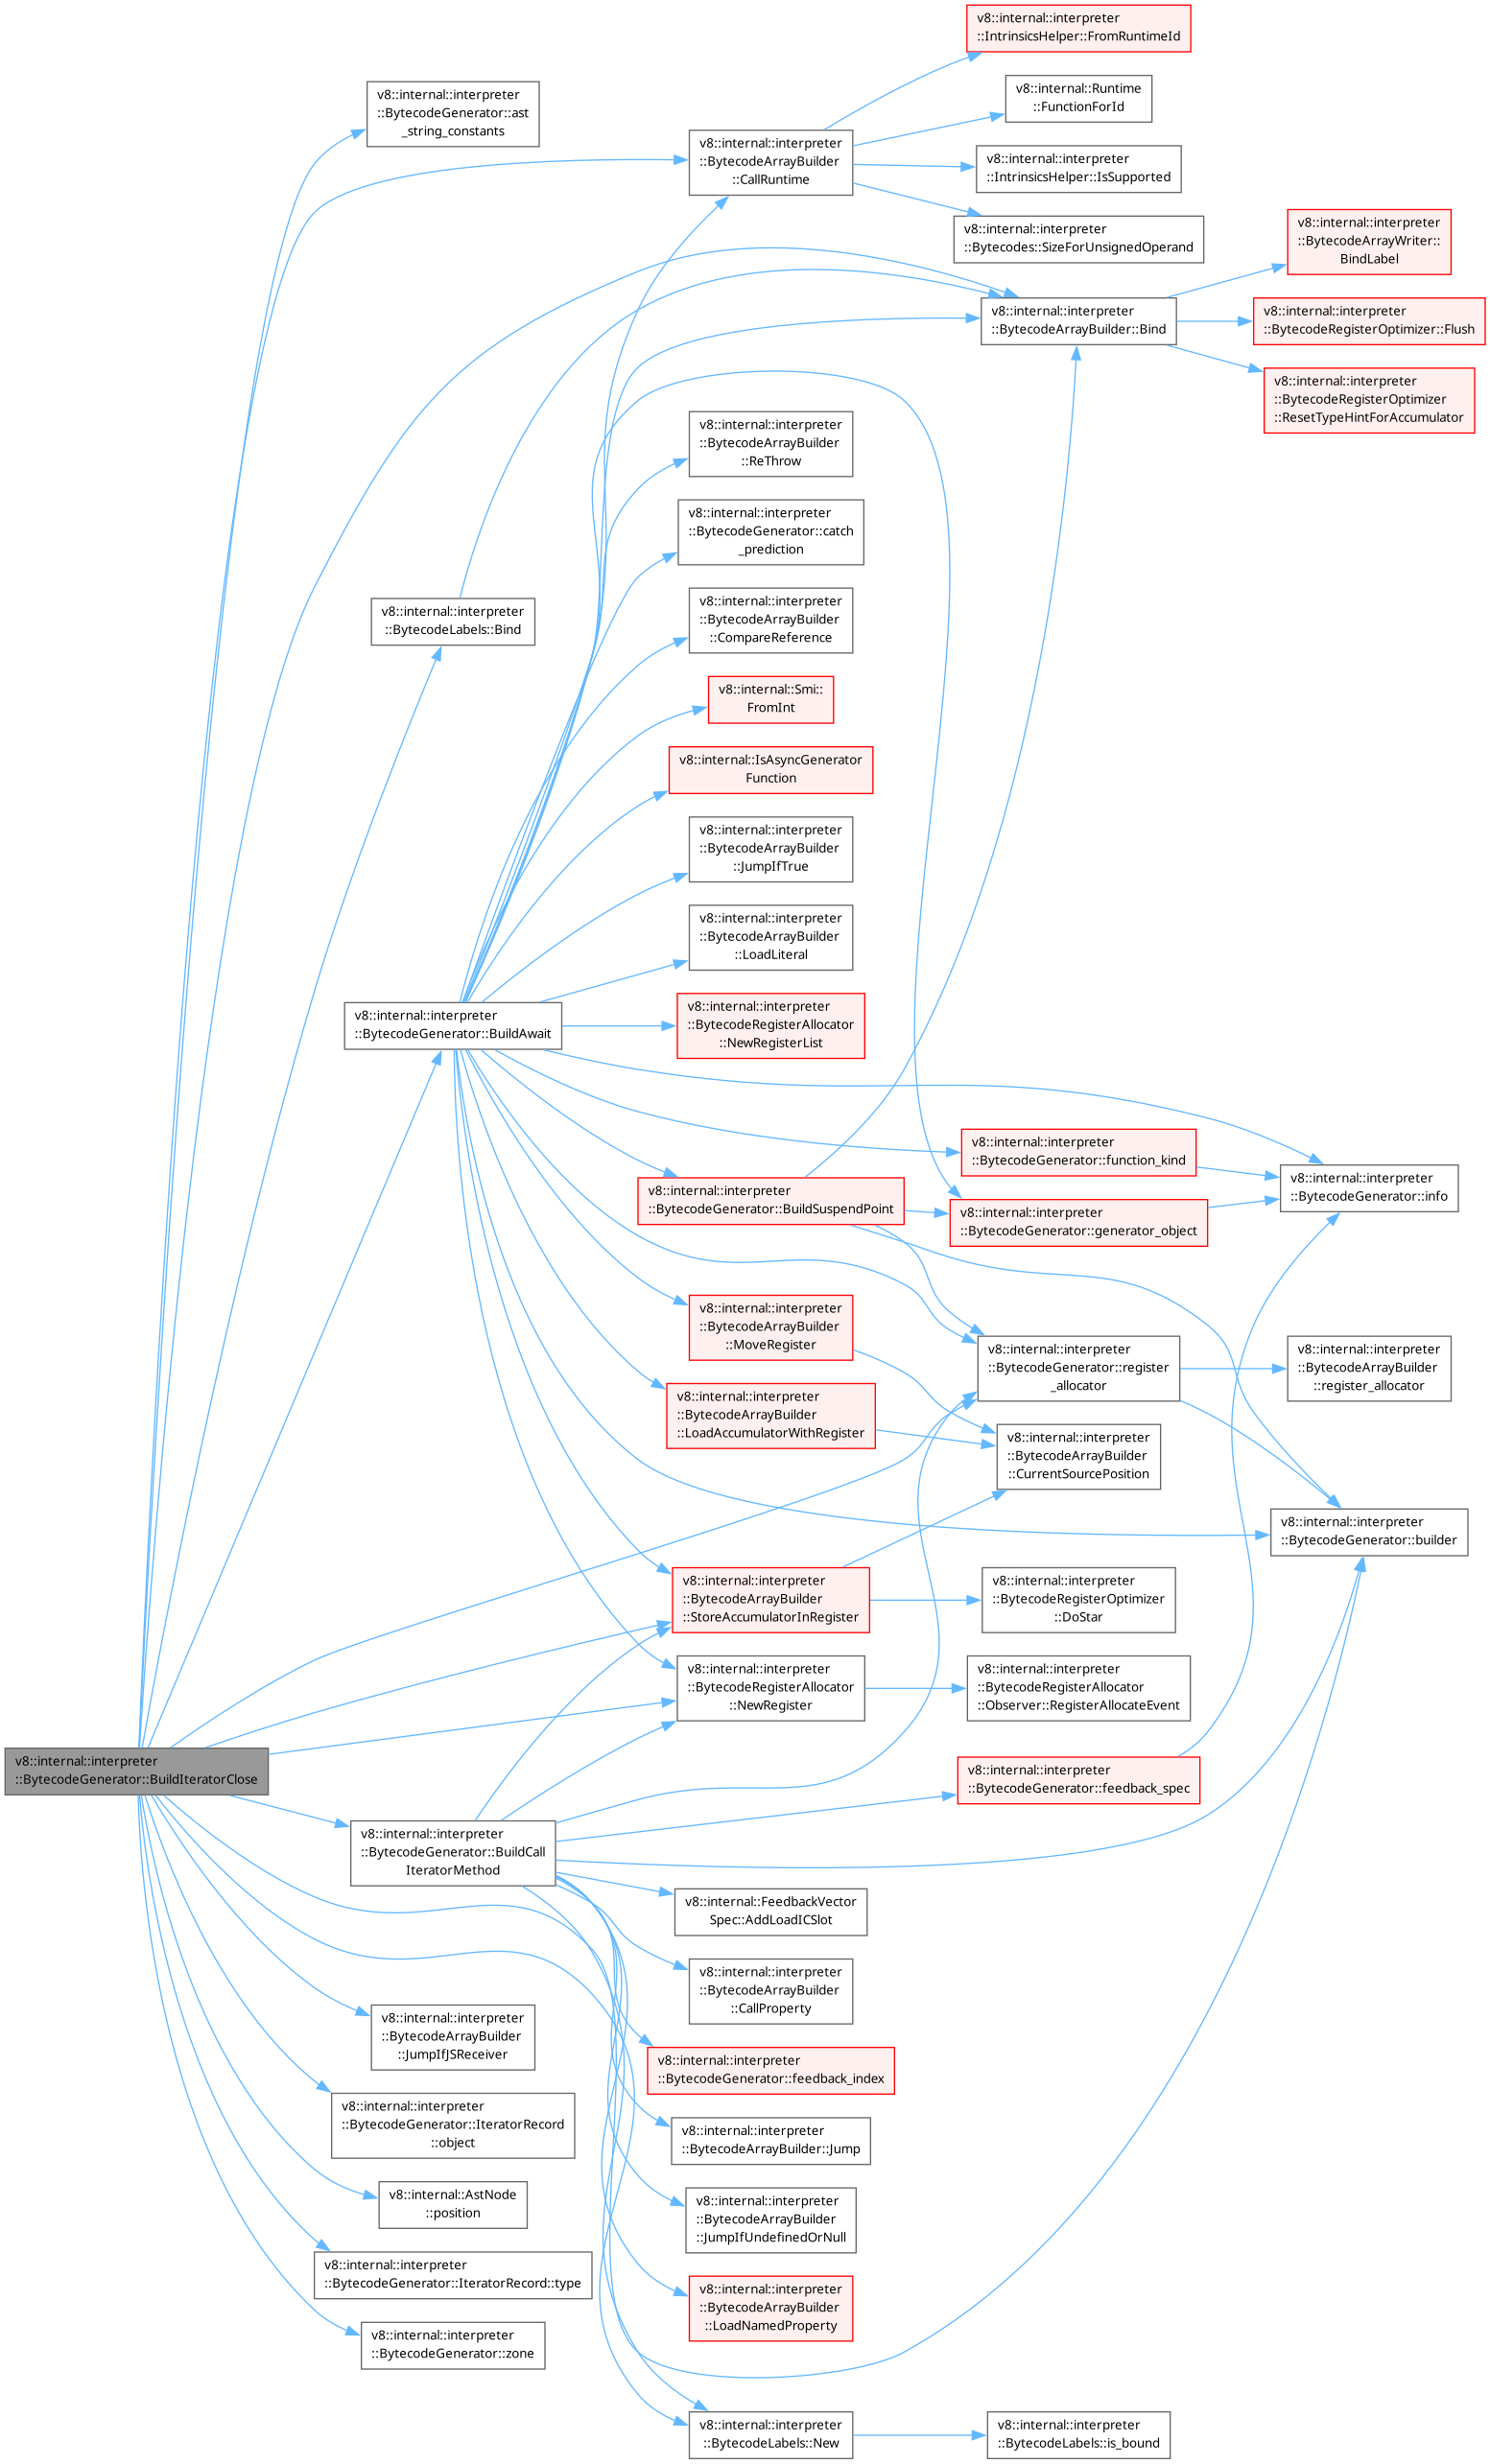 v8::internal::interpreter
::IntrinsicsHelper::FromRuntimeId
v8::internal::Runtime
::FunctionForId
v8::internal::interpreter
::BytecodeGenerator::ast
_string_constants
v8::internal::interpreter
::BytecodeArrayBuilder
::CallRuntime
v8::internal::interpreter
::IntrinsicsHelper::IsSupported
v8::internal::interpreter
::Bytecodes::SizeForUnsignedOperand
v8::internal::interpreter
::BytecodeArrayWriter::
BindLabel
v8::internal::interpreter
::BytecodeArrayBuilder::Bind
v8::internal::interpreter
::BytecodeRegisterOptimizer::Flush
v8::internal::interpreter
::BytecodeRegisterOptimizer
::ResetTypeHintForAccumulator
v8::internal::interpreter
::BytecodeArrayBuilder
::ReThrow
v8::internal::interpreter
::BytecodeGenerator::catch
_prediction
v8::internal::interpreter
::BytecodeLabels::Bind
v8::internal::interpreter
::BytecodeArrayBuilder
::CompareReference
v8::internal::Smi::
FromInt
v8::internal::IsAsyncGenerator
Function
v8::internal::interpreter
::BytecodeArrayBuilder
::JumpIfTrue
v8::internal::interpreter
::BytecodeArrayBuilder
::LoadLiteral
v8::internal::interpreter
::BytecodeGenerator::BuildAwait
v8::internal::interpreter
::BytecodeRegisterAllocator
::NewRegisterList
v8::internal::interpreter
::BytecodeGenerator::function_kind
v8::internal::interpreter
::BytecodeGenerator::info
v8::internal::interpreter
::BytecodeGenerator::BuildSuspendPoint
v8::internal::interpreter
::BytecodeGenerator::generator_object
v8::internal::interpreter
::BytecodeArrayBuilder
::MoveRegister
v8::internal::interpreter
::BytecodeGenerator::register
_allocator
v8::internal::interpreter
::BytecodeArrayBuilder
::register_allocator
v8::internal::interpreter
::BytecodeArrayBuilder
::LoadAccumulatorWithRegister
v8::internal::interpreter
::BytecodeArrayBuilder
::CurrentSourcePosition
v8::internal::interpreter
::BytecodeGenerator::builder
v8::internal::interpreter
::BytecodeArrayBuilder
::StoreAccumulatorInRegister
v8::internal::interpreter
::BytecodeRegisterOptimizer
::DoStar
v8::internal::interpreter
::BytecodeRegisterAllocator
::NewRegister
v8::internal::interpreter
::BytecodeRegisterAllocator
::Observer::RegisterAllocateEvent
v8::internal::interpreter
::BytecodeGenerator::BuildIteratorClose
v8::internal::interpreter
::BytecodeGenerator::feedback_spec
v8::internal::interpreter
::BytecodeGenerator::BuildCall
IteratorMethod
v8::internal::FeedbackVector
Spec::AddLoadICSlot
v8::internal::interpreter
::BytecodeArrayBuilder
::CallProperty
v8::internal::interpreter
::BytecodeArrayBuilder
::JumpIfJSReceiver
v8::internal::interpreter
::BytecodeGenerator::feedback_index
v8::internal::interpreter
::BytecodeGenerator::IteratorRecord
::object
v8::internal::interpreter
::BytecodeArrayBuilder::Jump
v8::internal::AstNode
::position
v8::internal::interpreter
::BytecodeArrayBuilder
::JumpIfUndefinedOrNull
v8::internal::interpreter
::BytecodeGenerator::IteratorRecord::type
v8::internal::interpreter
::BytecodeArrayBuilder
::LoadNamedProperty
v8::internal::interpreter
::BytecodeGenerator::zone
v8::internal::interpreter
::BytecodeLabels::New
v8::internal::interpreter
::BytecodeLabels::is_bound